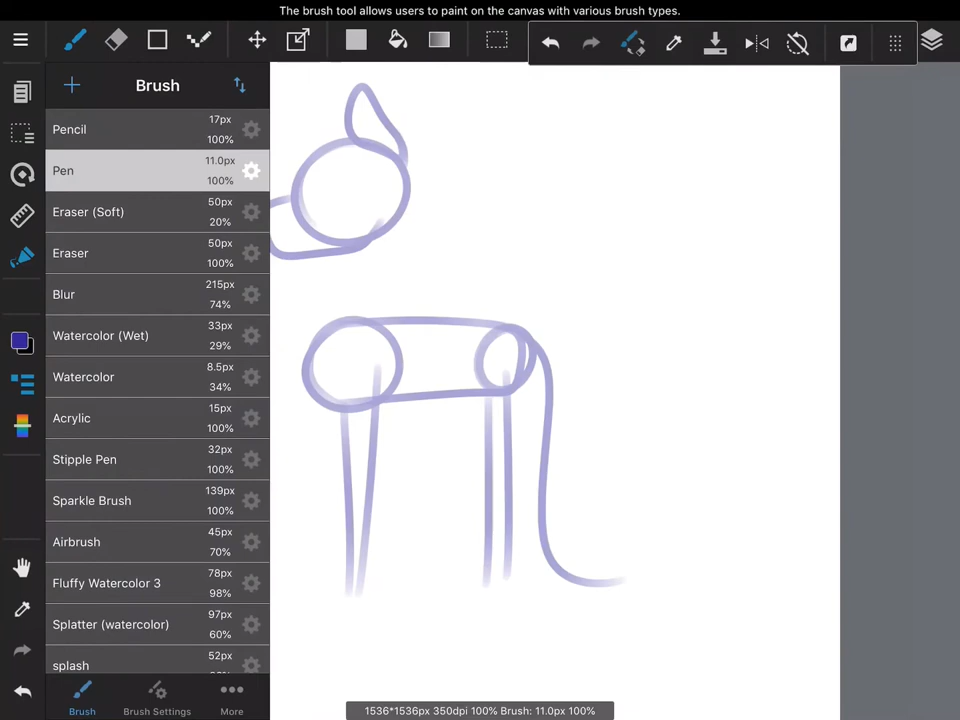 The brush tool allows users to paint on the canvas with various brush types.
Brush
Pencil
17px
100%
Pen
11.0px
100%
Eraser (Soft)
50px
20%
Eraser
50px
100%
Blur
215px
74%
Watercolor (Wet)
33px
29%
Watercolor
8.5px
34%
Acrylic
15px
100%
Stipple Pen
32px
100%
Sparkle Brush
139px
100%
Airbrush
45px
70%
Fluffy Watercolor 3
78px
98%
Splatter (watercolor)
97px
60%
splash
52px
Brush
Brush Settings
More
1536*1536px 350dpi 100% Brush: 11.0px 100%